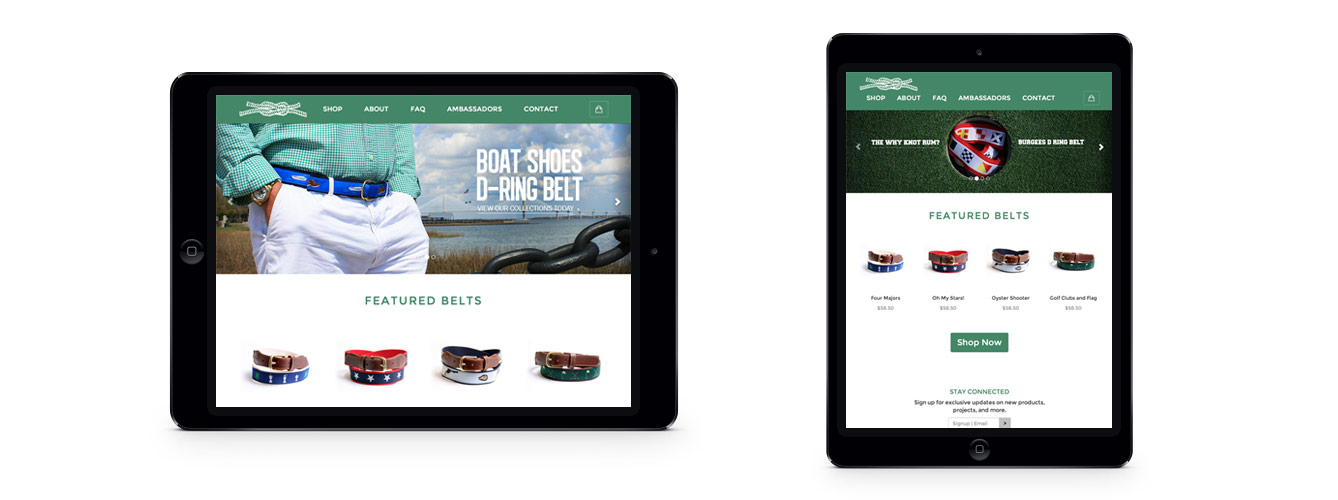 SHOP ABOUT FAQ AMBASSADORS CONTACT
BOAT SHOES
D-RING BELT
VIEW OUR COLLECTIONS TODAY
FEATURED BELTS
SHOP ABOUT FAQ AMBASSADORS CONTACT
THE WHY KNOT RUM? BURGEES D RING BELT
FEATURED BELTS
Four Majors Oh My Stars! Oyster Shooter Golf Clubs and Flag
$58.50 $58.50 $58.50 $58.50
Shop Now
STAY CONNECTED
Sign up for exclusive updates on new products,
projects, and more.
Signup | Email >